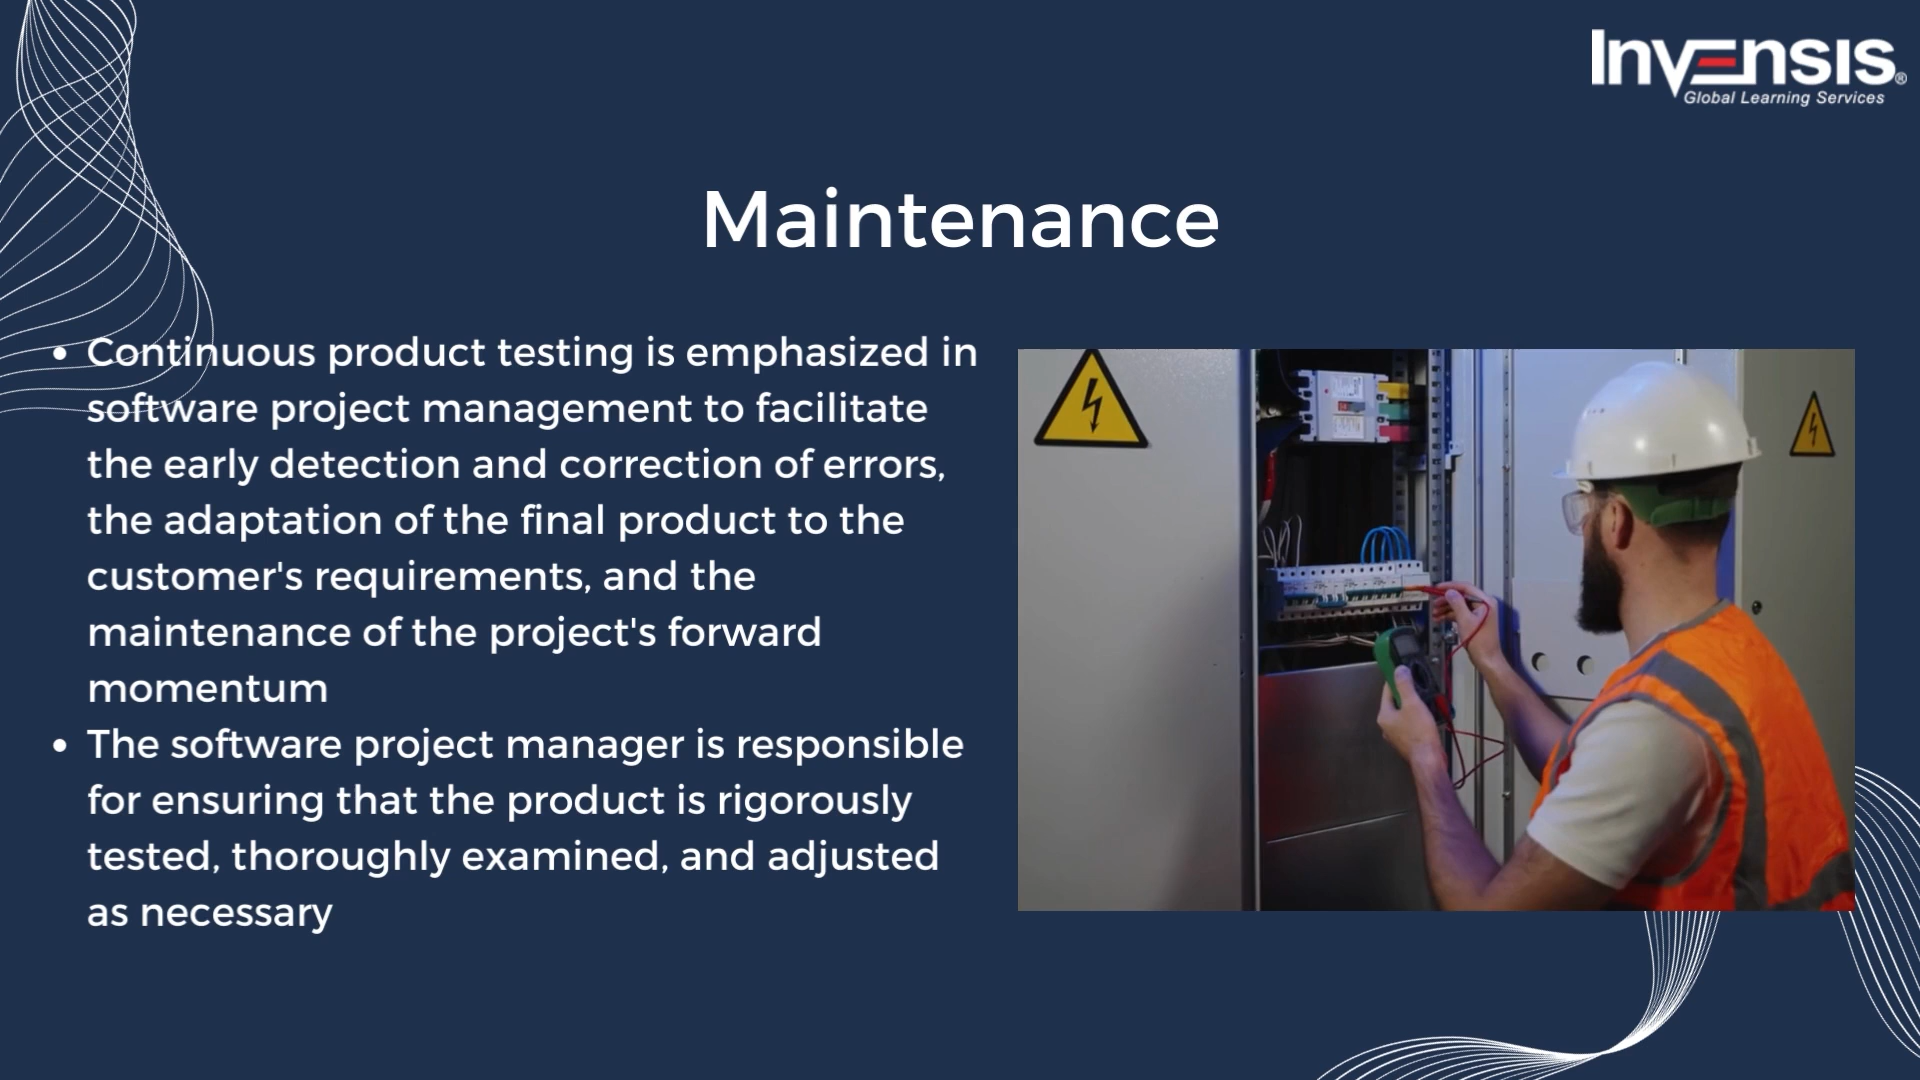 Invensis®
Global Learning Services
Maintenance
• Continuous product testing is emphasized in
software project management to facilitate
the early detection and correction of errors,
the adaptation of the final product to the
customer's requirements, and the
maintenance of the project's forward
momentum
• The software project manager is responsible
for ensuring that the product is rigorously
tested, thoroughly examined, and adjusted
as necessary